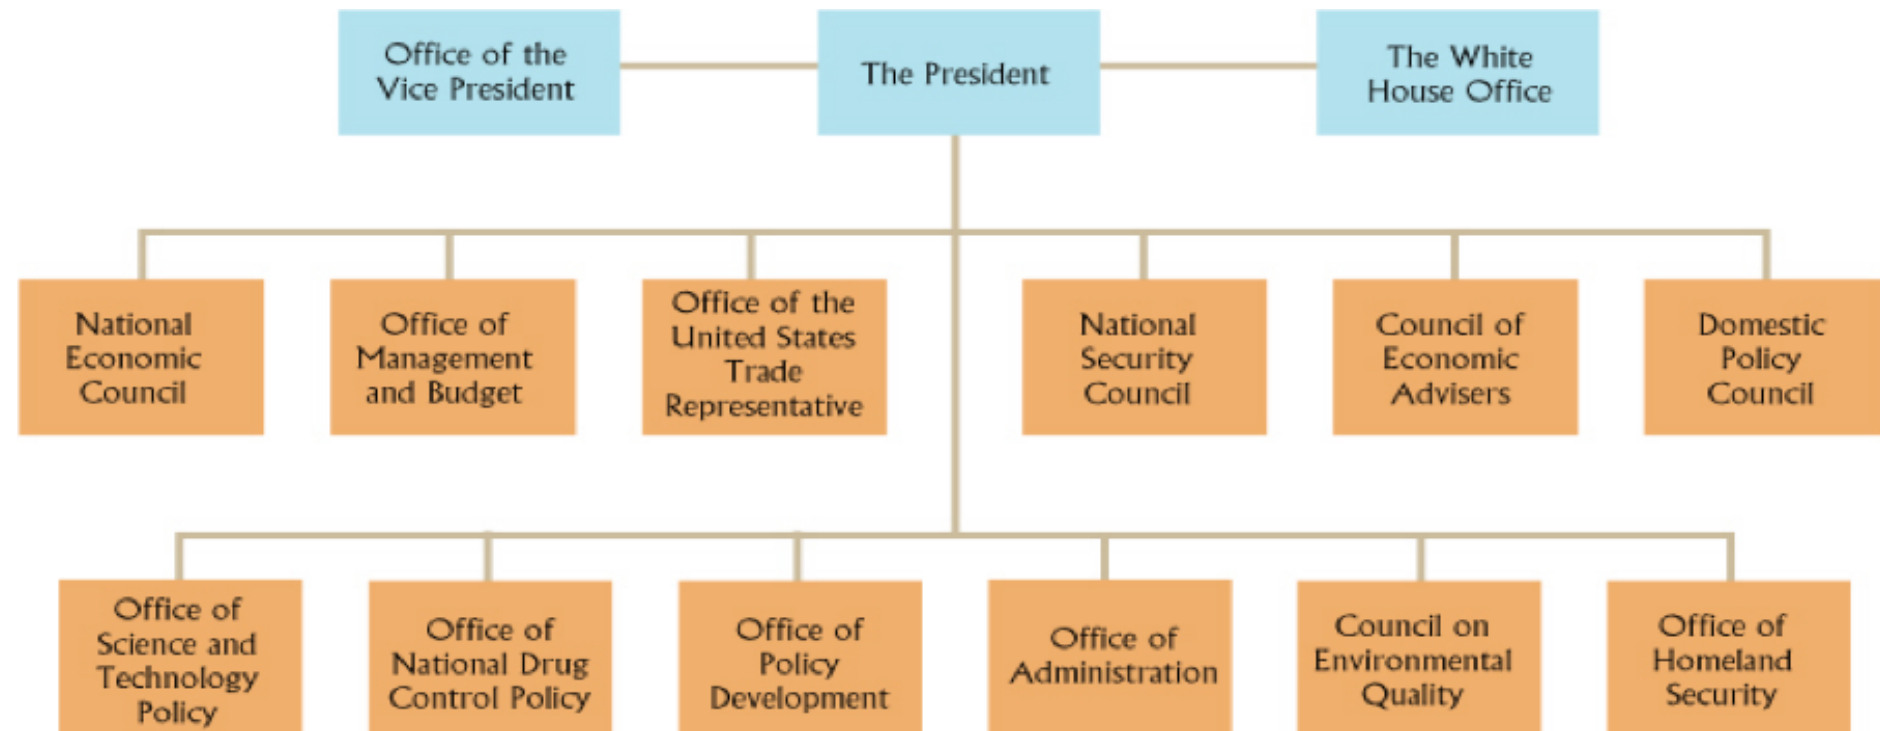 Office of the
Vice President
The President
The White
House Office
National
Economic
Council
Office of
Management
and Budget
Office of the
United States
Trade
Representative
National
Security
Council
Council of
Economic
Advisers
Domestic
Policy
Council
Office of
Science and
Technology
Policy
Office of
National Drug
Control Policy
Office of
Policy
Development
Office of
Administration
Council on
Environmental
Quality
Office of
Homeland
Security